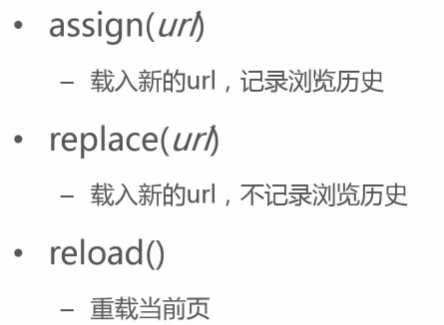 • assign(url)
– 载入新的url，记录浏览历史
• replace(url)
– 载入新的url，不记录浏览历史
• reload()
– 重载当前页